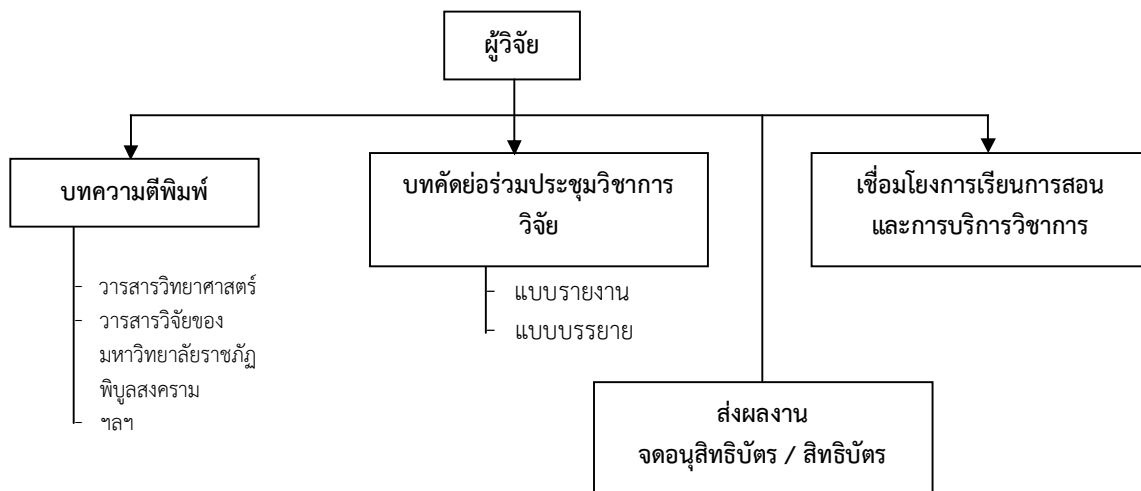 ผู้วิจัย
บทความตีพิมพ์
บทคัดย่อร่วมประชุมวิชาการ
วิจัย
เชื่อมโยงการเรียนการสอน
และการบริการวิชาการ
- วารสารวิทยาศาสตร์
- วารสารวิจัยของ
มหาวิทยาลัยราชภัฏ
พิบูลสงคราม
- ฯลฯ
- แบบรายงาน
- แบบบรรยาย
ส่งผลงาน
จดอนุสิทธิบัตร / สิทธิบัตร